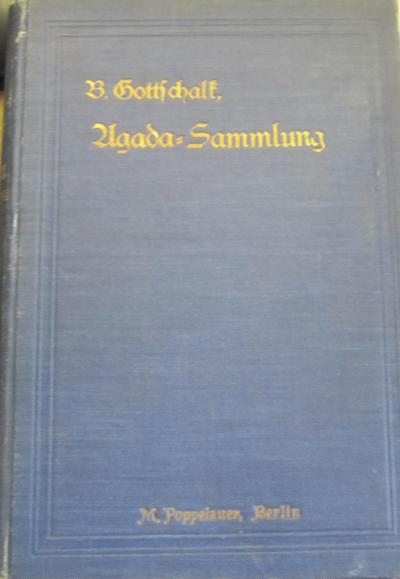 B. Gottschalk,
Agada-Sammlung
M. Poppelauer, Berlin